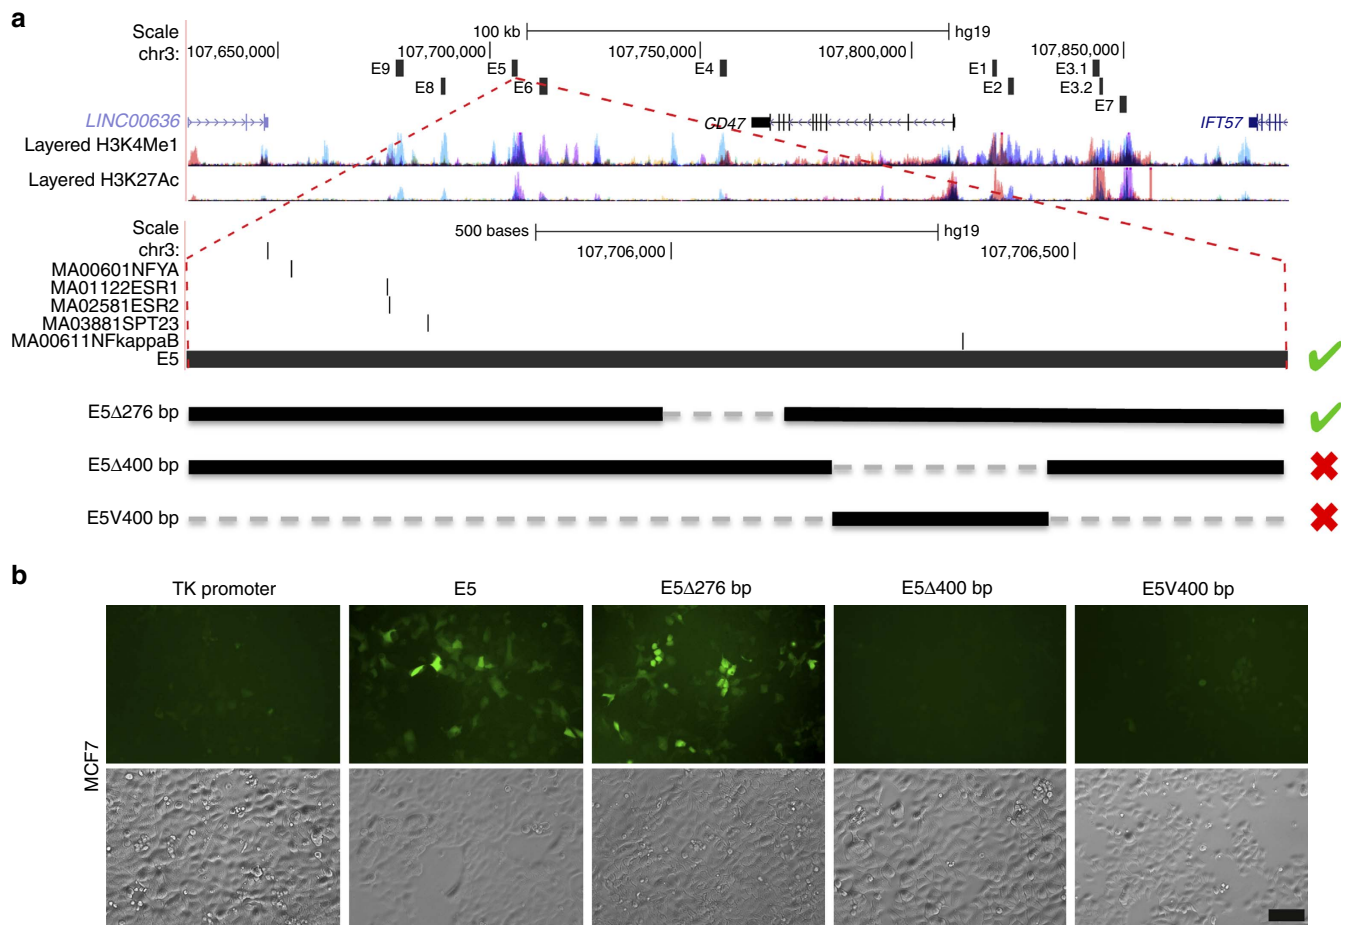 a
Scale 100 kb hg19
chr3: 107,650,000 107,700,000 107,750,000 107,800,000 107,850,000
E9 E5 E4 E1 E3.1
E8 E6 E2 E3.2
E7
LINC00636 CD47 IFT57
Layered H3K4Me1
Layered H3K27Ac
Scale 500 bases hg19
chr3: 107,706,000 107,706,500
MA00601NFYA
MA01122ESR1
MA02581ESR2
MA03881SPT23
MA00611NFkappaB
E5
E5Δ276 bp
E5Δ400 bp
E5V400 bp
b
TK promoter E5 E5Δ276 bp E5Δ400 bp E5V400 bp
MCF7